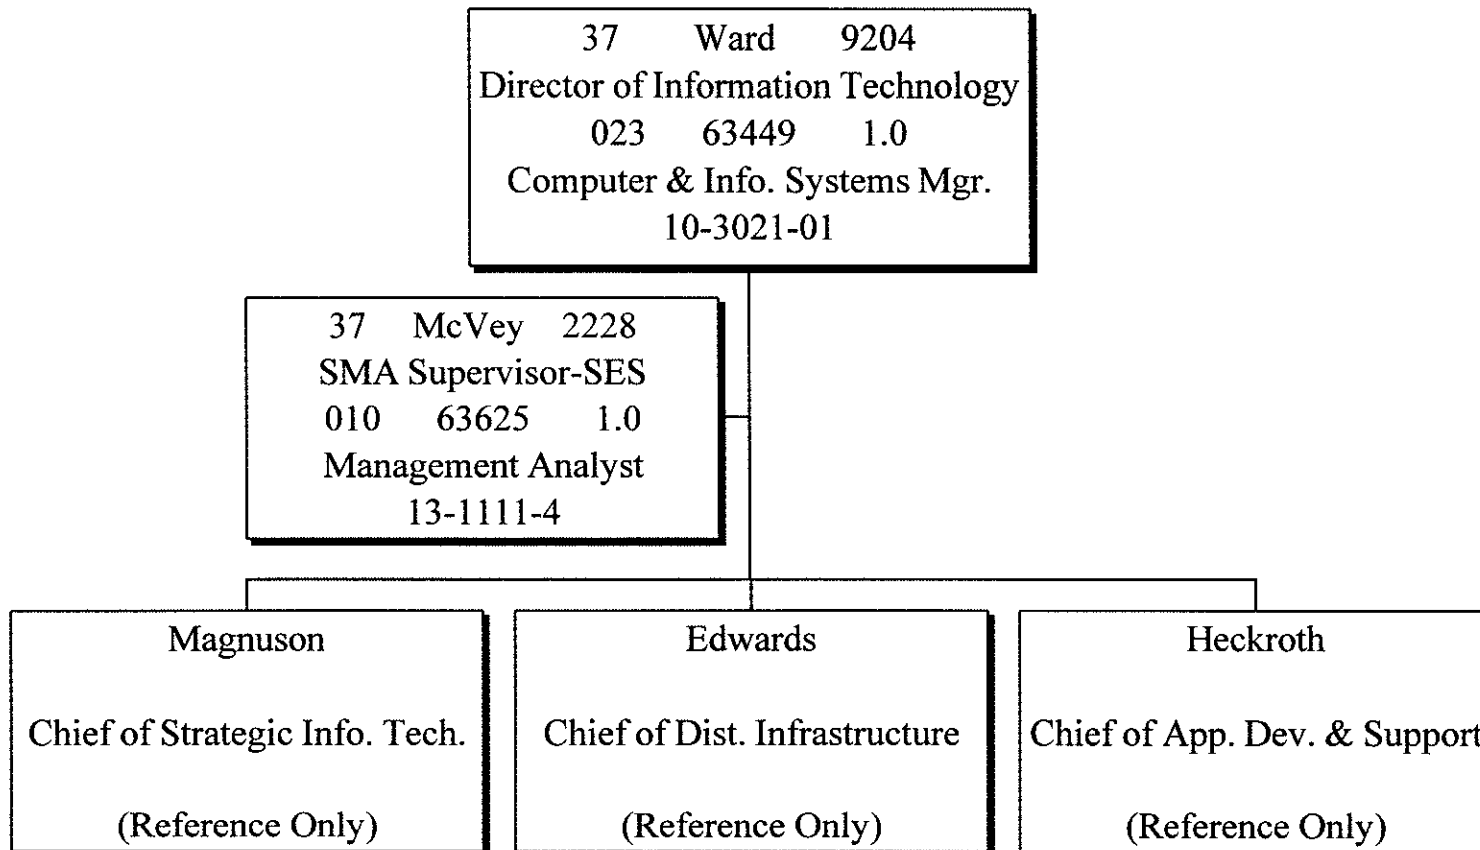 37 Ward 9204
Director of Information Technology
023 63449 1.0
Computer & Info. Systems Mgr.
10-3021-01
37 McVey 2228
SMA Supervisor-SES
010 63625 1.0
Management Analyst
13-1111-4
Magnuson
Chief of Strategic Info. Tech.
(Reference Only)
Edwards
Chief of Dist. Infrastructure
(Reference Only)
Heckroth
Chief of App. Dev. & Support
(Reference Only)